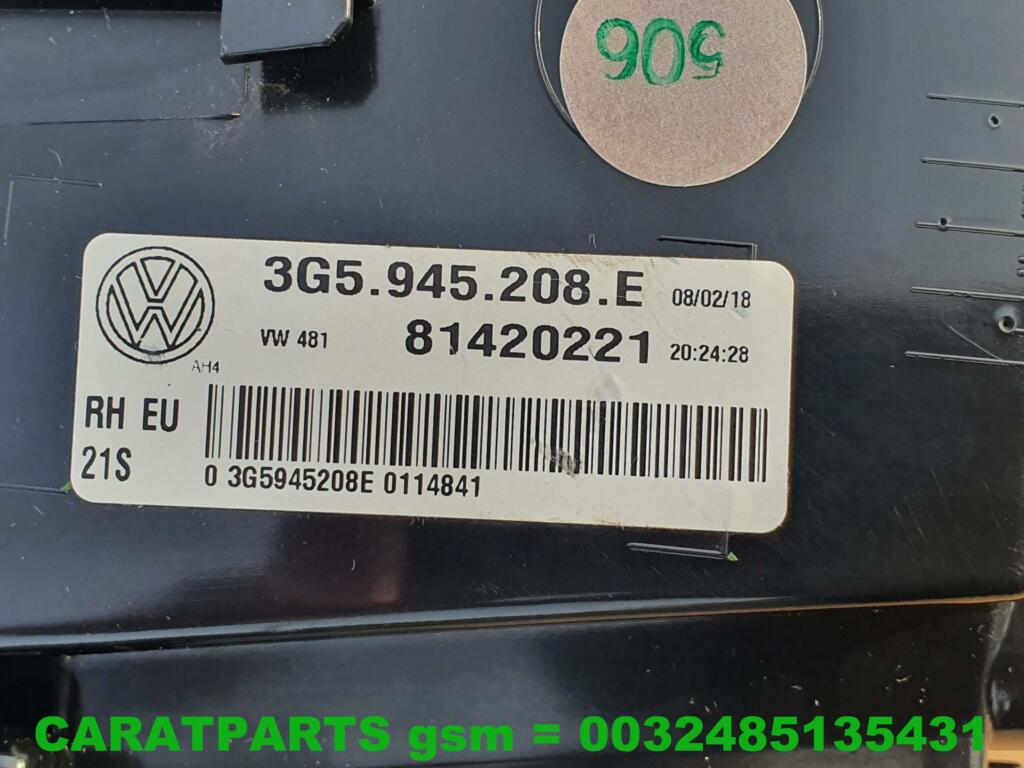 506
3G5.945.208.E 08/02/18
VW 481 81420221 20:24:28
AH4
RH EU
21S
0 3G5945208E 0114841
CARATPARTS gsm = 0032485135431